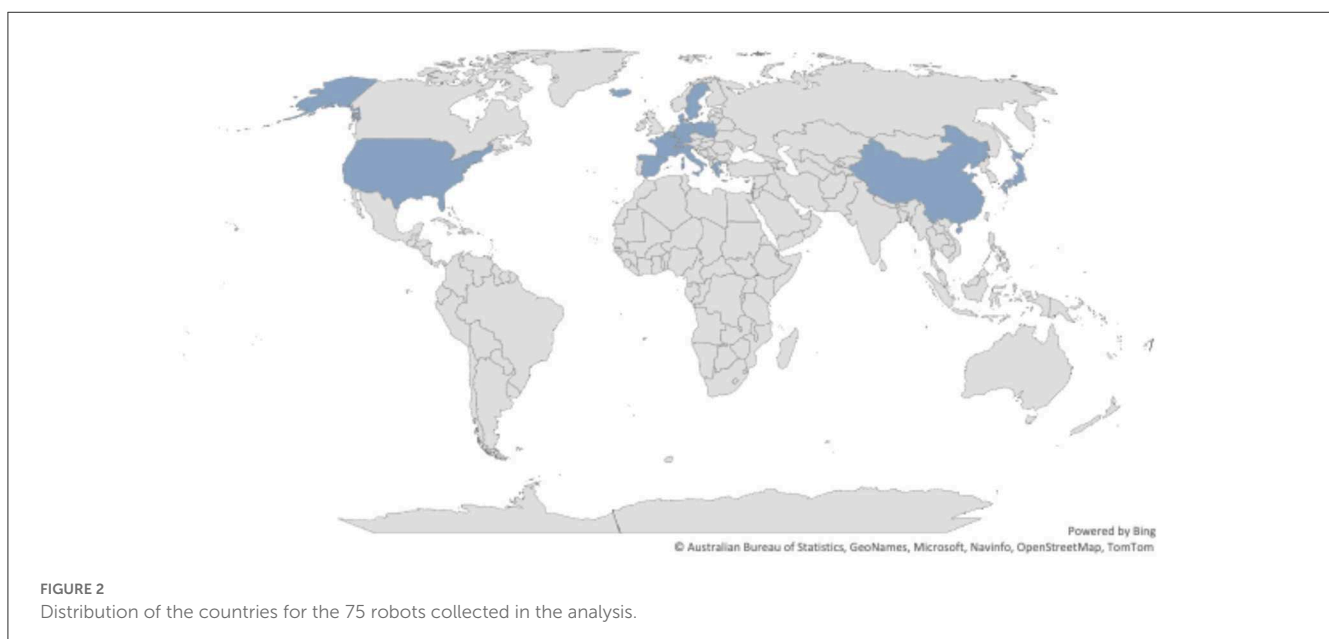 Powered by Bing
© Australian Bureau of Statistics, GeoNames, Microsoft, Navinfo, OpenStreetMap, TomTom
FIGURE 2
Distribution of the countries for the 75 robots collected in the analysis.